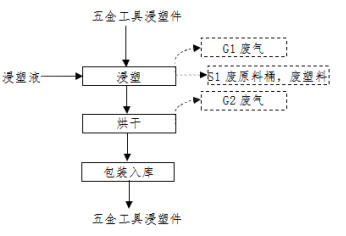 五金工具浸塑件
G1 废气
浸塑液
浸塑
S1 废原料桶，废塑料
G2 废气
烘干
包装入库
五金工具浸塑件